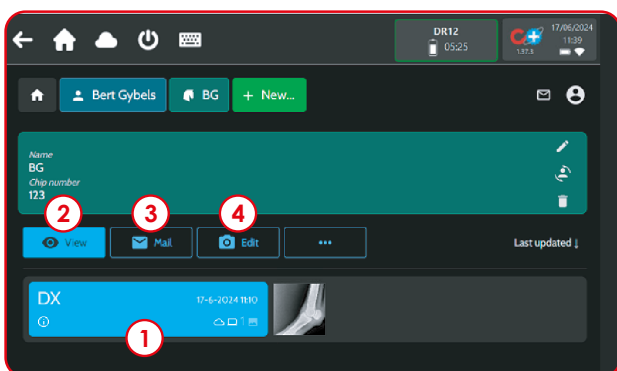 DR12
05:25
1.37.3
17/06/2024
11:39
Bert Gybels
BG
+ New...
Name
BG
Chip number
123
2
3
4
View
Mail
Edit
...
Last updated ↓
DX
17-6-2024 11:10
1
1